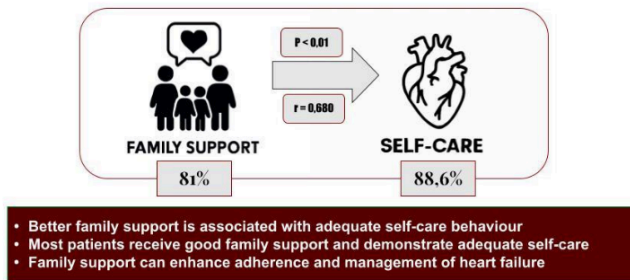 P < 0,01
r = 0,680
FAMILY SUPPORT
SELF-CARE
81%
88,6%
• Better family support is associated with adequate self-care behaviour
• Most patients receive good family support and demonstrate adequate self-care
• Family support can enhance adherence and management of heart failure